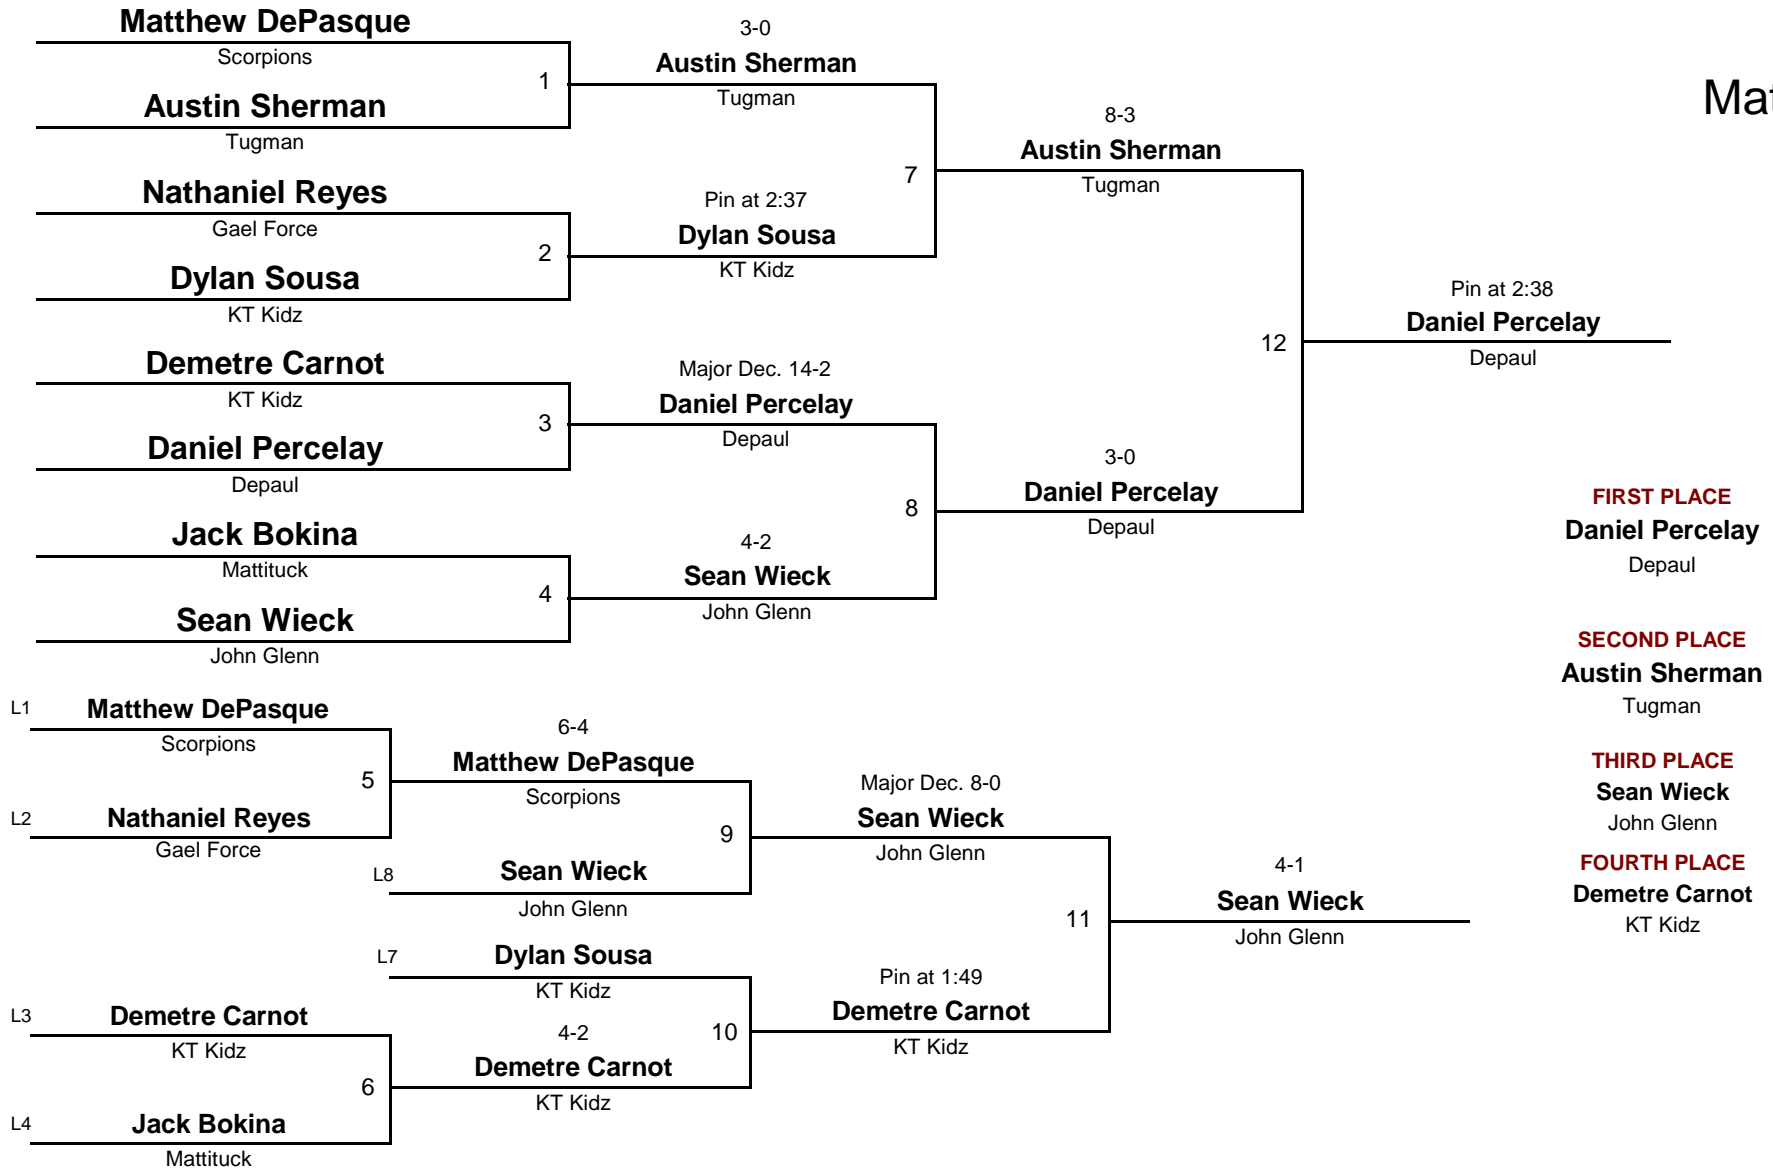 Matthew DePasque
Scorpions
1
Austin Sherman
Tugman
3-0
Austin Sherman
Tugman
Nathaniel Reyes
Gael Force
2
Dylan Sousa
KT Kidz
Pin at 2:37
Dylan Sousa
KT Kidz
7
8-3
Austin Sherman
Tugman
Mat
Demetre Carnot
KT Kidz
3
Daniel Percelay
Depaul
Major Dec. 14-2
Daniel Percelay
Depaul
Jack Bokina
Mattituck
4
Sean Wieck
John Glenn
4-2
Sean Wieck
John Glenn
8
3-0
Daniel Percelay
Depaul
12
Pin at 2:38
Daniel Percelay
Depaul
FIRST PLACE
Daniel Percelay
Depaul
SECOND PLACE
Austin Sherman
Tugman
THIRD PLACE
Sean Wieck
John Glenn
FOURTH PLACE
Demetre Carnot
KT Kidz
L1
Matthew DePasque
Scorpions
5
L2
Nathaniel Reyes
Gael Force
6-4
Matthew DePasque
Scorpions
9
L8
Sean Wieck
John Glenn
Major Dec. 8-0
Sean Wieck
John Glenn
L7
Dylan Sousa
KT Kidz
L3
Demetre Carnot
KT Kidz
6
L4
Jack Bokina
Mattituck
4-2
Demetre Carnot
KT Kidz
10
Pin at 1:49
Demetre Carnot
KT Kidz
11
4-1
Sean Wieck
John Glenn